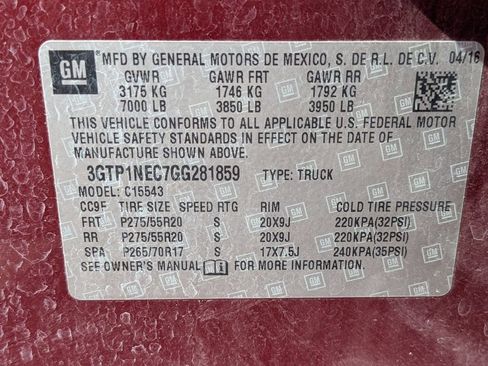 GM
MFD BY GENERAL MOTORS DE MEXICO, S. DE R.L. DE C.V. 04/16
GVWR GAWR FRT GAWR RR
3175 KG 1746 KG 1792 KG
7000 LB 3850 LB 3950 LB
THIS VEHICLE CONFORMS TO ALL APPLICABLE U.S. FEDERAL MOTOR
VEHICLE SAFETY STANDARDS IN EFFECT ON THE DATE OF
MANUFACTURE SHOWN ABOVE.
3GTP1NEC7GG281859 TYPE: TRUCK
MODEL: C15543
CC9F TIRE SIZE SPEED RTG RIM COLD TIRE PRESSURE
FRT P275/55R20 S 20X9J 220KPA(32PSI)
RR P275/55R20 S 20X9J 220KPA(32PSI)
SPA P265/70R17 S 17X7.5J 240KPA(35PSI)
SEE OWNER'S MANUAL FOR MORE INFORMATION